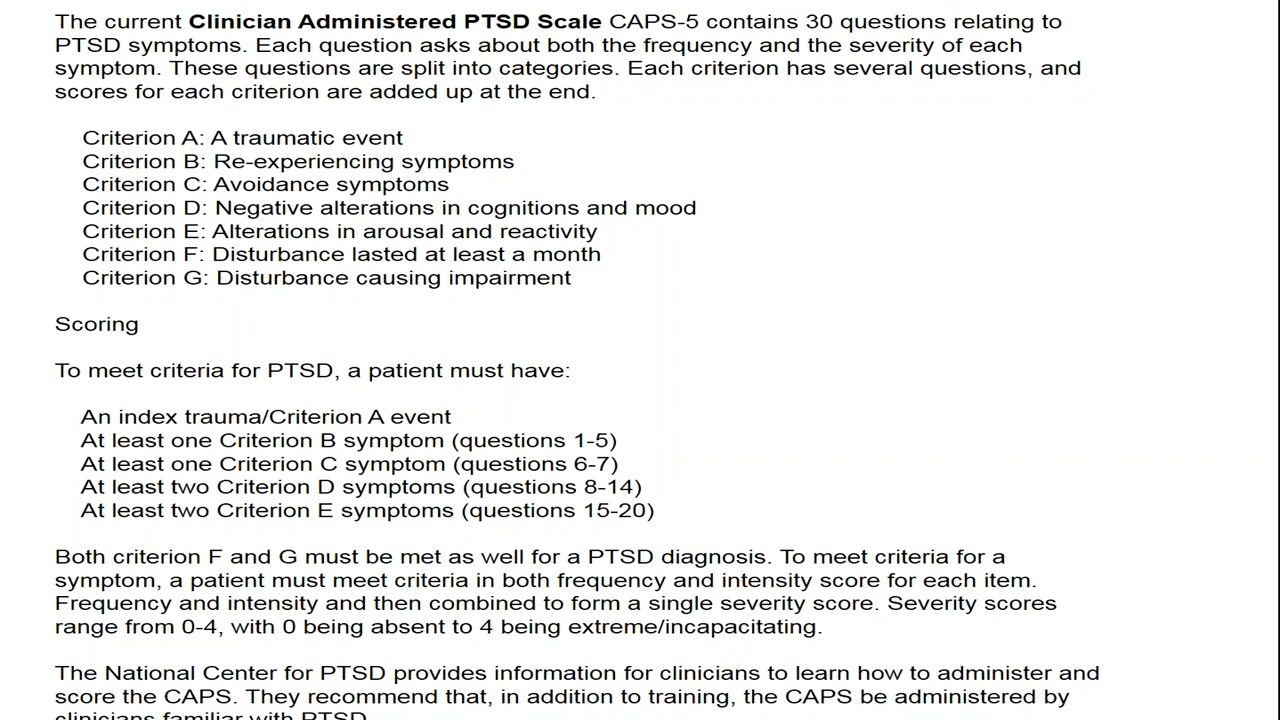 The current Clinician Administered PTSD Scale CAPS-5 contains 30 questions relating to
PTSD symptoms. Each question asks about both the frequency and the severity of each
symptom. These questions are split into categories. Each criterion has several questions, and
scores for each criterion are added up at the end.
Criterion A: A traumatic event
Criterion B: Re-experiencing symptoms
Criterion C: Avoidance symptoms
Criterion D: Negative alterations in cognitions and mood
Criterion E: Alterations in arousal and reactivity
Criterion F: Disturbance lasted at least a month
Criterion G: Disturbance causing impairment
Scoring
To meet criteria for PTSD, a patient must have:
An index trauma/Criterion A event
At least one Criterion B symptom (questions 1-5)
At least one Criterion C symptom (questions 6-7)
At least two Criterion D symptoms (questions 8-14)
At least two Criterion E symptoms (questions 15-20)
Both criterion F and G must be met as well for a PTSD diagnosis. To meet criteria for a
symptom, a patient must meet criteria in both frequency and intensity score for each item.
Frequency and intensity and then combined to form a single severity score. Severity scores
range from 0-4, with 0 being absent to 4 being extreme/incapacitating.
The National Center for PTSD provides information for clinicians to learn how to administer and
score the CAPS. They recommend that, in addition to training, the CAPS be administered by
clinicians familiar with PTSD.